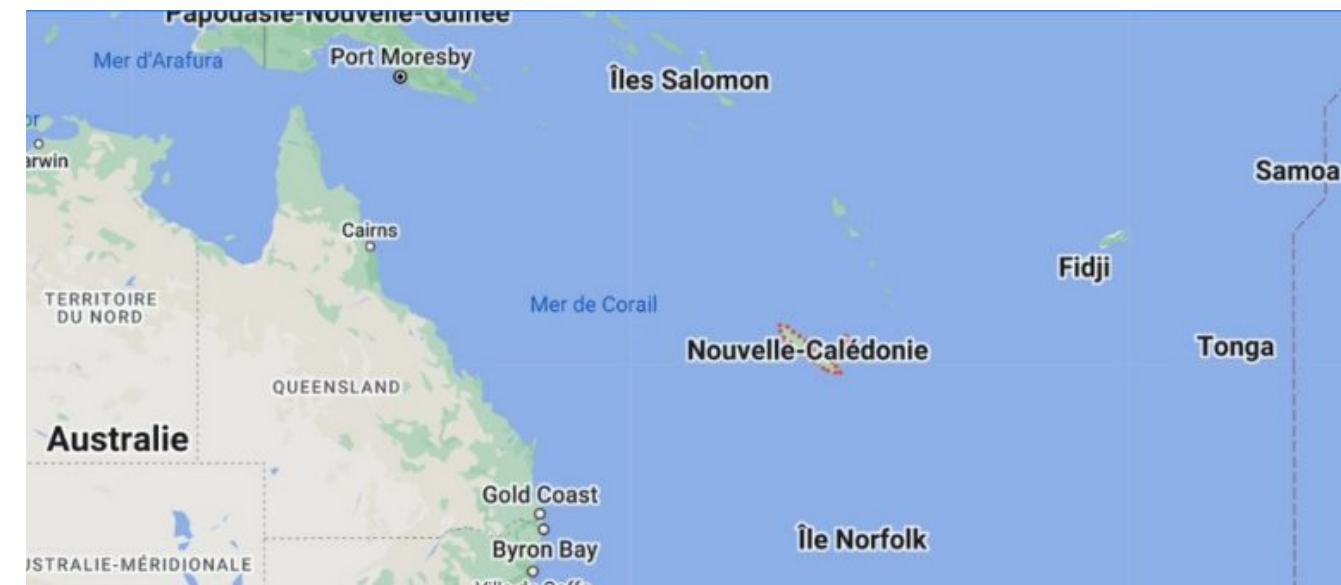 Papouasie-Nouvelle-Guinée
Mer d'Arafura
Port Moresby
Îles Salomon
arwin
Samoa
Cairns
Fidji
TERRITOIRE
DU NORD
Mer de Corail
Nouvelle-Calédonie
Tonga
QUEENSLAND
Australie
Gold Coast
Île Norfolk
Byron Bay
USTRALIE-MÉRIDIONALE